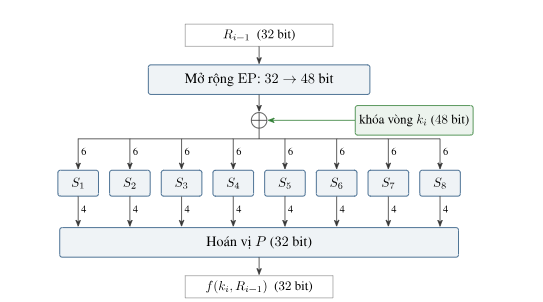 R_{i−1} (32 bit)
Mở rộng EP: 32 → 48 bit
khóa vòng k_i (48 bit)
6 6 6 6 6 6 6 6
S_1 S_2 S_3 S_4 S_5 S_6 S_7 S_8
4 4 4 4 4 4 4 4
Hoán vị P (32 bit)
f(k_i, R_{i−1}) (32 bit)